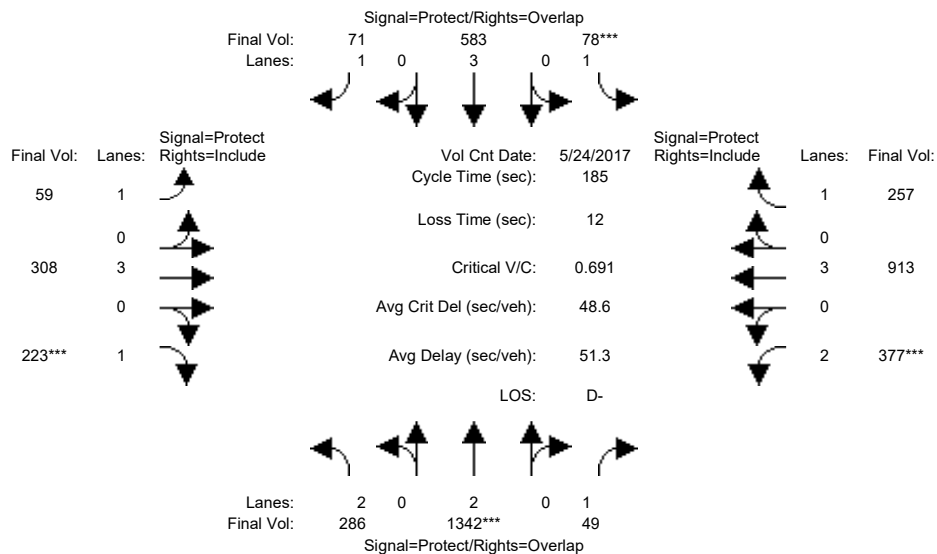 Signal=Protect/Rights=Overlap
Final Vol: 71 583 78***
Lanes: 1 0 3 0 1
Signal=Protect
Final Vol: Lanes: Rights=Include
Vol Cnt Date: 5/24/2017
Signal=Protect
Rights=Include Lanes: Final Vol:
Cycle Time (sec): 185
59 1
1 257
Loss Time (sec): 12
0
0
308 3
Critical V/C: 0.691
3 913
0
Avg Crit Del (sec/veh): 48.6
0
223*** 1
Avg Delay (sec/veh): 51.3
2 377***
LOS: D-
Lanes: 2 0 2 0 1
Final Vol: 286 1342*** 49
Signal=Protect/Rights=Overlap